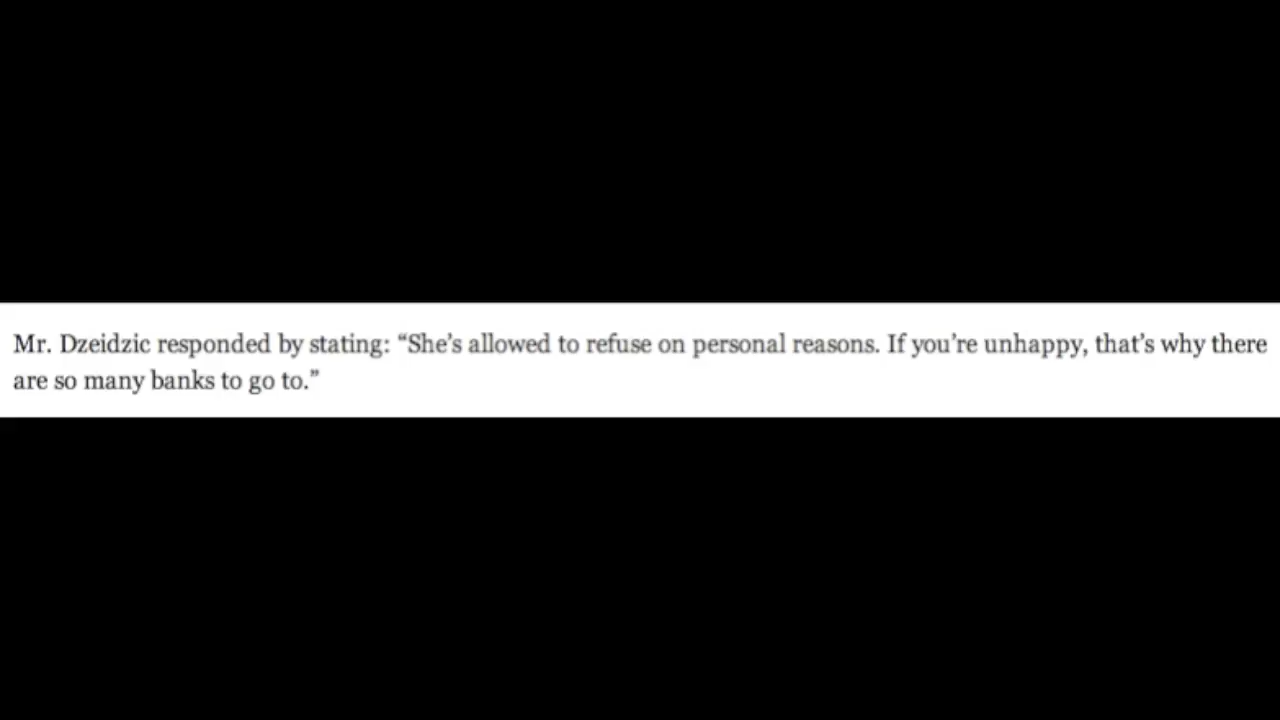 Mr. Dzeidzic responded by stating: “She’s allowed to refuse on personal reasons. If you’re unhappy, that’s why there
are so many banks to go to.”